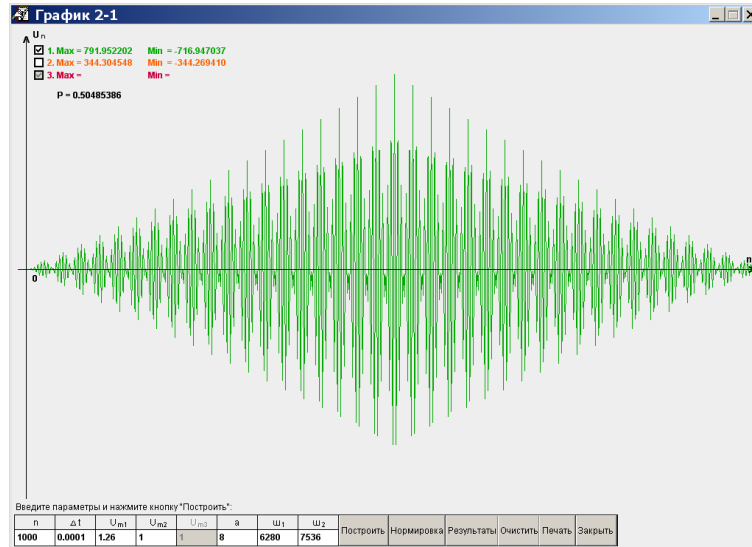 График 2-1
Uп
1. Max = 791.952202 Min = -716.947037
2. Max = 344.304548 Min = -344.269410
3. Max = Min =
P = 0.50485386
0
п
Введите параметры и нажмите кнопку "Построить":
п Δt Um1 Um2 Um3 a ω1 ω2
1000 0.0001 1.26 1 1 8 6280 7536
Построить Нормировка Результаты Очистить Печать Закрыть